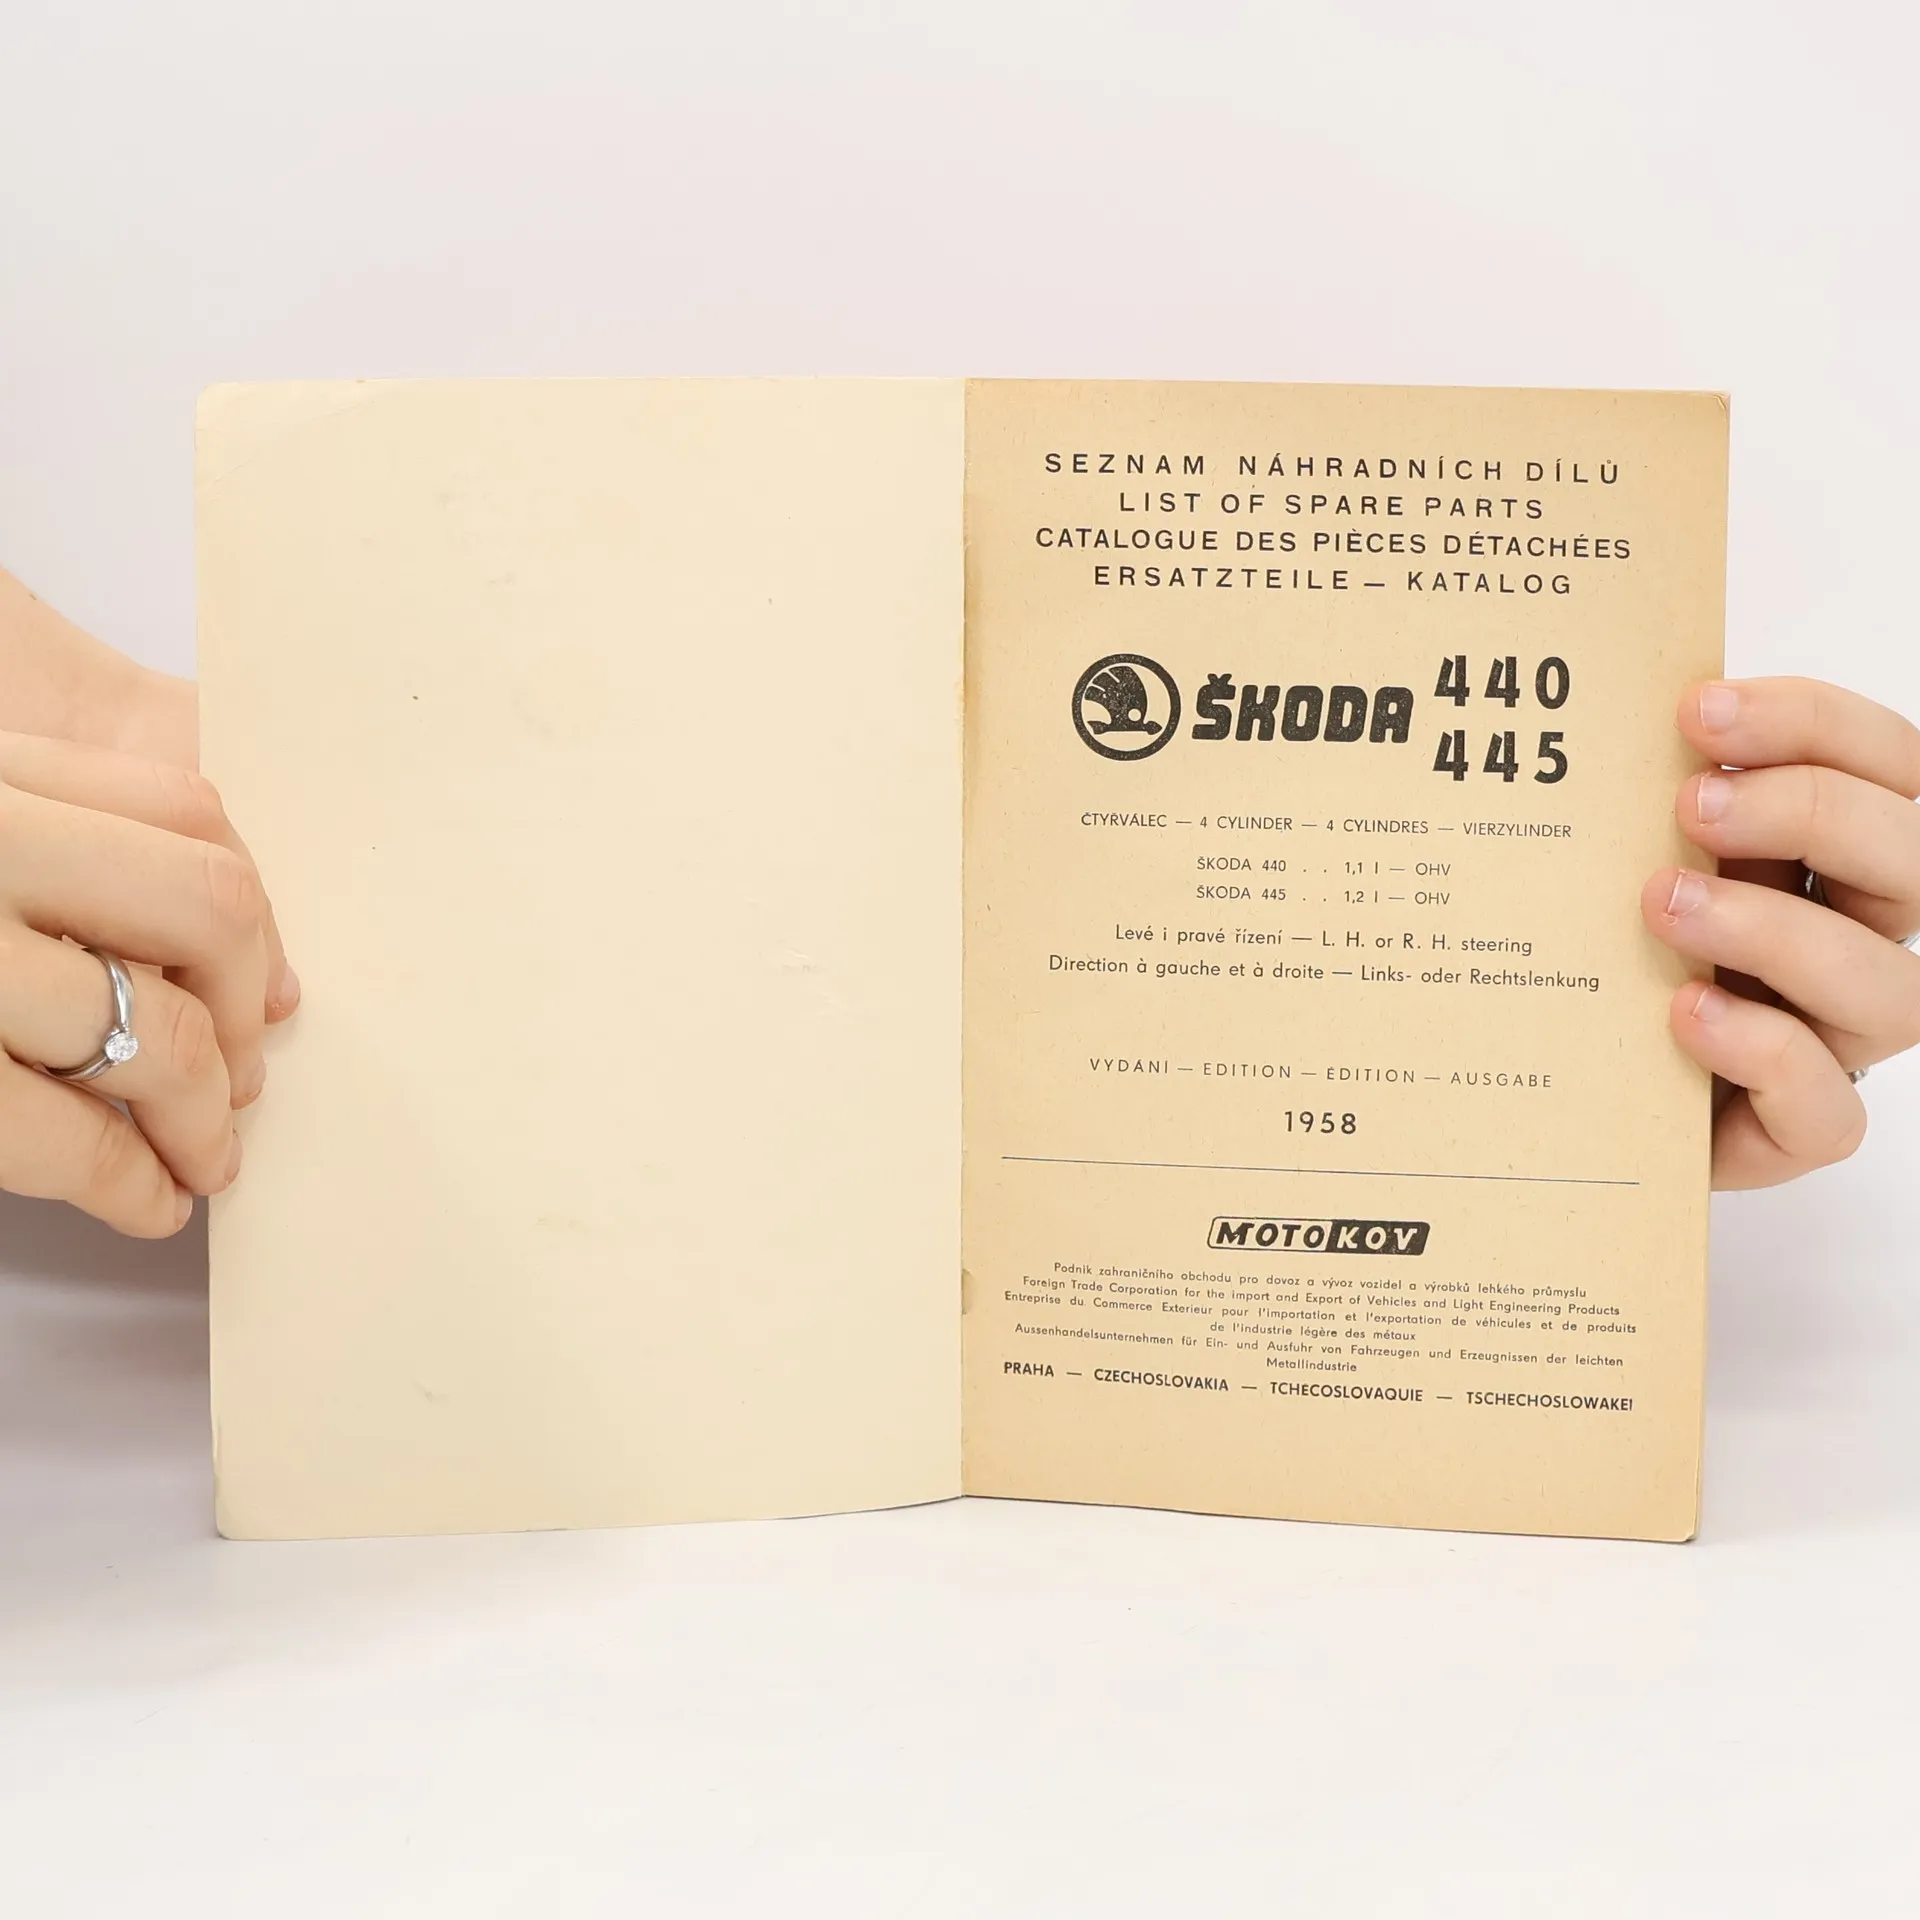 SEZNAM NÁHRADNÍCH DÍLŮ
LIST OF SPARE PARTS
CATALOGUE DES PIÈCES DÉTACHÉES
ERSATZTEILE — KATALOG
ŠKODA 440
445
ČTYŘVÁLEC — 4 CYLINDER — 4 CYLINDRES — VIERZYLINDER
ŠKODA 440 . . 1,1 l — OHV
ŠKODA 445 . . 1,2 l — OHV
Levé i pravé řízení — L. H. or R. H. steering
Direction à gauche et à droite — Links- oder Rechtslenkung
VYDÁNÍ — EDITION — ÉDITION — AUSGABE
1958
MOTOKOV
Podnik zahraničního obchodu pro dovoz a vývoz vozidel a výrobků lehkého průmyslu
Foreign Trade Corporation for the import and Export of Vehicles and Light Engineering Products
Entreprise du Commerce Exterieur pour l'importation et l'exportation de véhicules et de produits
de l'industrie légère des métaux
Aussenhandelsunternehmen für Ein- und Ausfuhr von Fahrzeugen und Erzeugnissen der leichten
Metallindustrie
PRAHA — CZECHOSLOVAKIA — TCHÉCOSLOVAQUIE — TSCHECHOSLOWAKEI